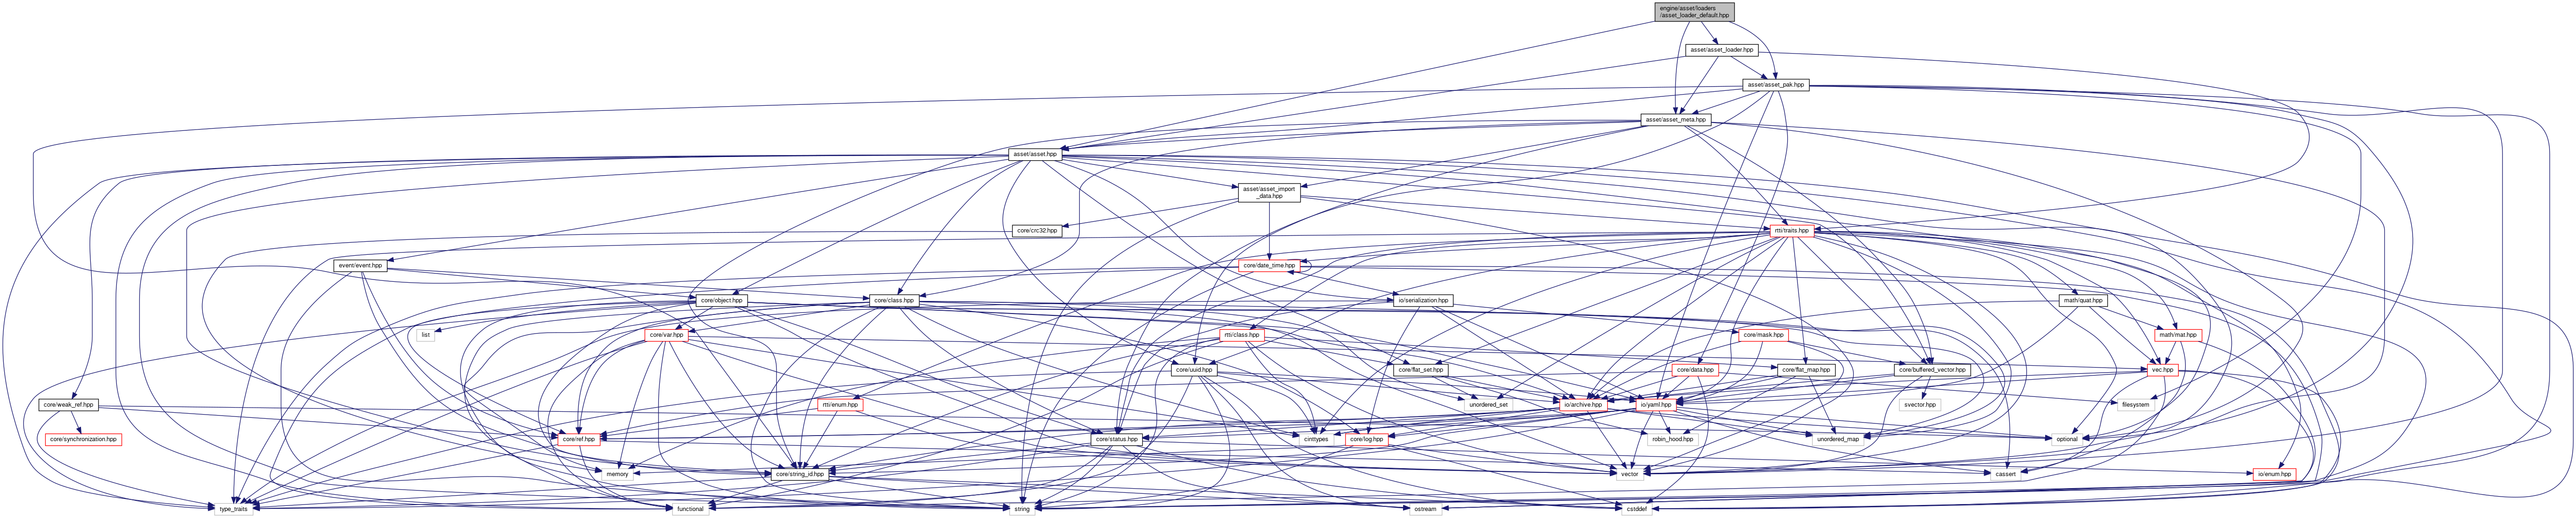 engine/asset/loaders
/asset_loader_default.hpp
asset/asset_loader.hpp
asset/asset_pak.hpp
asset/asset_meta.hpp
asset/asset.hpp
asset/asset_import
_data.hpp
core/crc32.hpp
rtti/traits.hpp
event/event.hpp
core/date_time.hpp
core/object.hpp
core/class.hpp
io/serialization.hpp
math/quat.hpp
list
core/var.hpp
rtti/class.hpp
core/mask.hpp
math/mat.hpp
core/uuid.hpp
core/flat_set.hpp
core/data.hpp
core/flat_map.hpp
core/buffered_vector.hpp
vec.hpp
core/weak_ref.hpp
rtti/enum.hpp
unordered_set
io/archive.hpp
io/yaml.hpp
svector.hpp
filesystem
core/synchronization.hpp
core/ref.hpp
cinttypes
core/status.hpp
core/log.hpp
robin_hood.hpp
unordered_map
optional
memory
core/string_id.hpp
vector
cassert
io/enum.hpp
type_traits
functional
string
ostream
cstddef